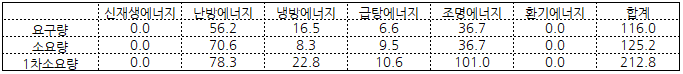 신재생에너지 난방에너지 냉방에너지 급탕에너지 조명에너지 환기에너지 합계
요구량 0.0 56.2 16.5 6.6 36.7 0.0 116.0
소요량 0.0 70.6 8.3 9.5 36.7 0.0 125.2
1차소요량 0.0 78.3 22.8 10.6 101.0 0.0 212.8